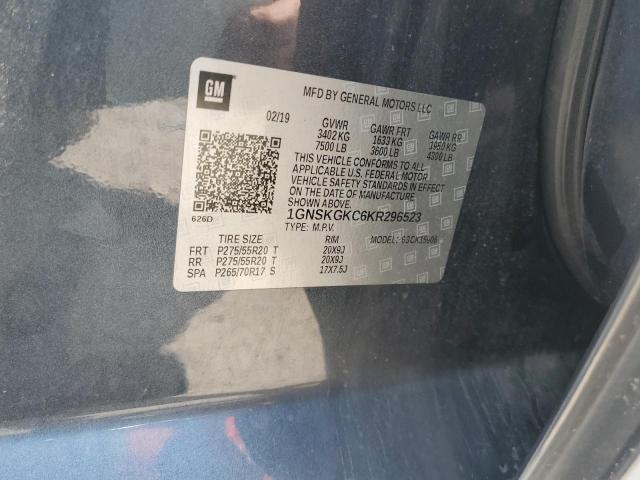 GM
MFD BY GENERAL MOTORS LLC
02/19
GVWR GAWR FRT GAWR RR
3402 KG 1633 KG 1950 KG
7500 LB 3600 LB 4300 LB
THIS VEHICLE CONFORMS TO ALL
APPLICABLE U.S. FEDERAL MOTOR
VEHICLE SAFETY STANDARDS IN EFFECT
ON THE DATE OF MANUFACTURE
SHOWN ABOVE.
626D
1GNSKGKC6KR296523
TYPE: M.P.V. MODEL:
TIRE SIZE RIM
FRT P275/55R20 T 20X9J
RR P275/55R20 T 20X9J
SPA P265/70R17 S 17X7.5J